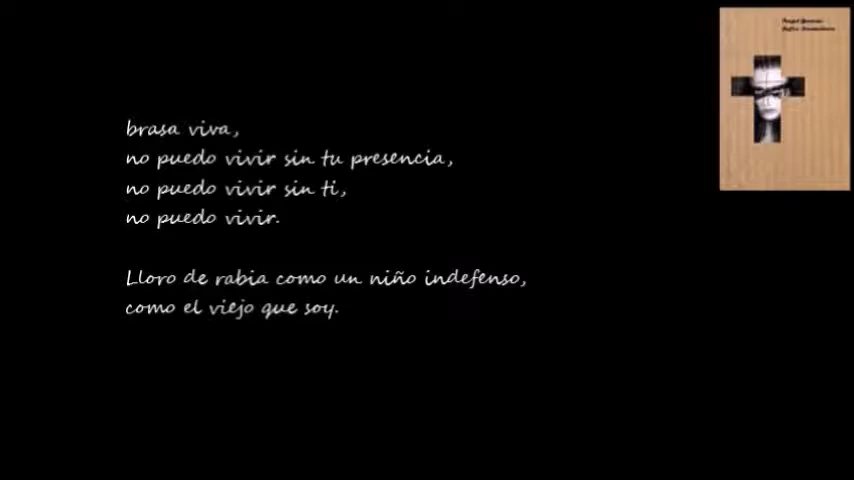 brasa viva,
no puedo vivir sin tu presencia,
no puedo vivir sin ti,
no puedo vivir.
Lloro de rabia como un niño indefenso,
como el viejo que soy.